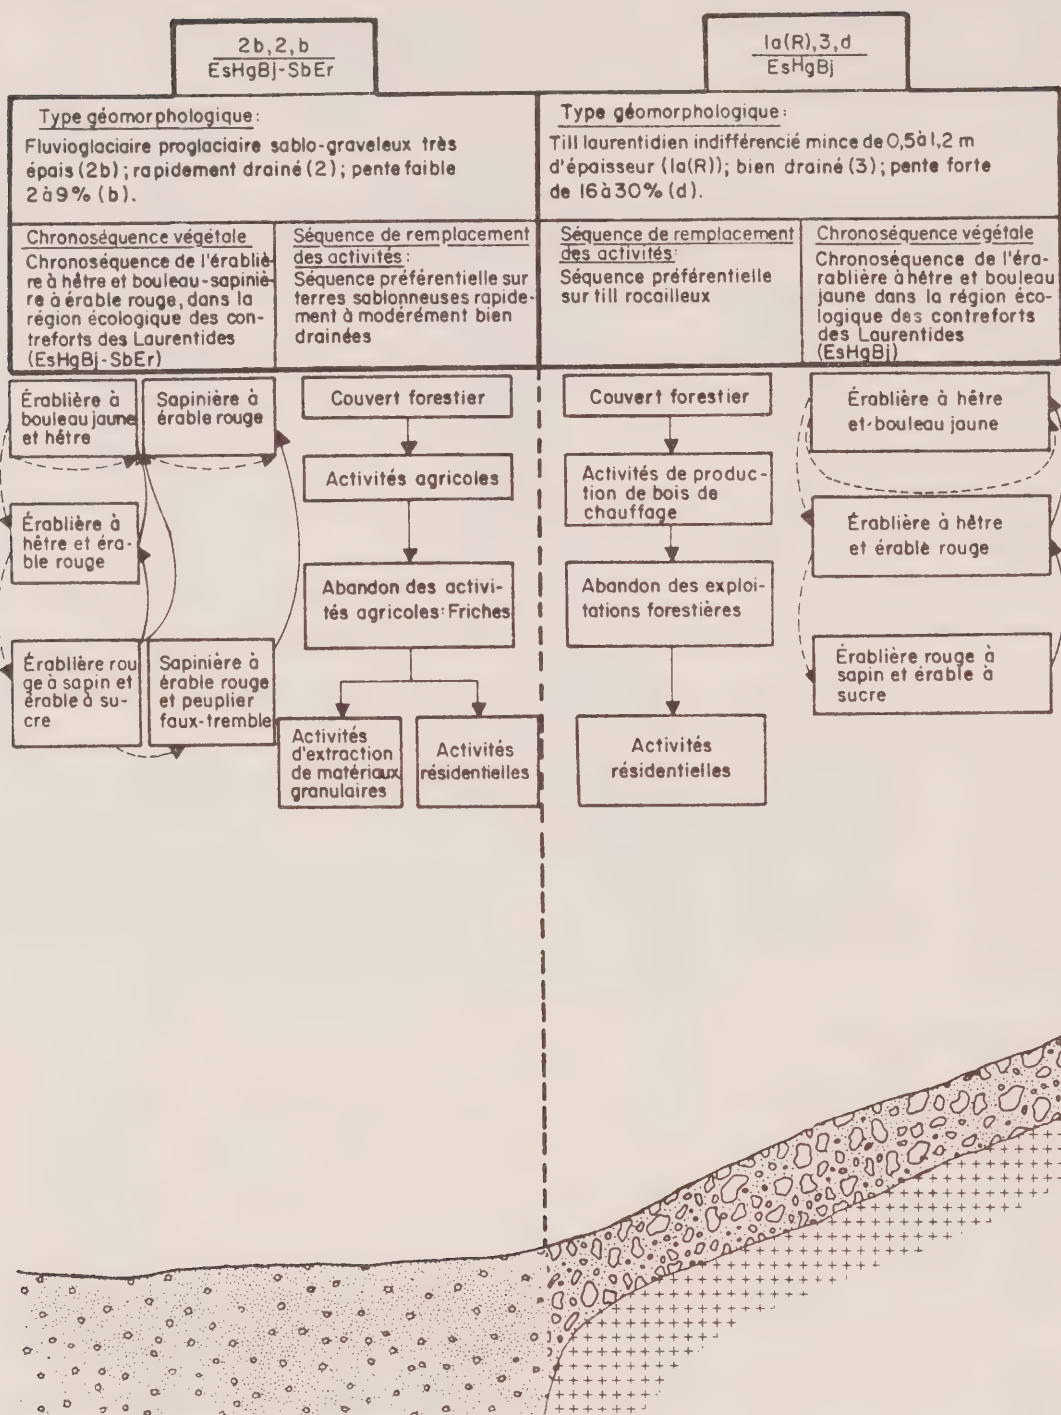 2b,2,b
EsHgBj-SbEr
Type géomorphologique:
Fluvioglaciaire proglaciaire sablo-graveleux très
épais (2b); rapidement drainé (2); pente faible
2 à 9% (b).
Chronoséquence végétale
Chronoséquence de l'érabliè-
re à hêtre et bouleau-sapiniè-
re à érable rouge, dans la
région écologique des con-
treforts des Laurentides
(EsHgBj-SbEr)
Séquence de remplacement
des activités:
Séquence préférentielle sur
terres sablonneuses rapide-
ment à modérément bien
drainées
1a(R),3,d
EsHgBj
Type géomorphologique:
Till laurentidien indifférencié mince de 0,5 à 1,2 m
d'épaisseur (1a(R)); bien drainé (3); pente forte
de 16 à 30% (d).
Séquence de remplacement
des activités:
Séquence préférentielle
sur till rocailleux
Chronoséquence végétale
Chronoséquence de l'éra-
rablière à hêtre et bouleau
jaune dans la région éco-
logique des contreforts
des Laurentides
(EsHgBj)
Érablière à
bouleau jaune
et hêtre
Sapinière à
érable rouge
Érablière à
hêtre et éra-
ble rouge
Érablière rou
ge à sapin et
érable à su-
cre
Sapinière à
érable rouge
et peuplier
faux-tremble
Couvert forestier
Activités agricoles
Abandon des activi-
tés agricoles: Friches
Activités
d'extraction
de matériaux
granulaires
Activités
résidentielles
Couvert forestier
Activités de produc-
tion de bois de
chauffage
Abandon des exploi-
tations forestières
Activités
résidentielles
Érablière à hêtre
et bouleau jaune
Érablière à hêtre
et érable rouge
Érablière rouge à
sapin et érable à
sucre